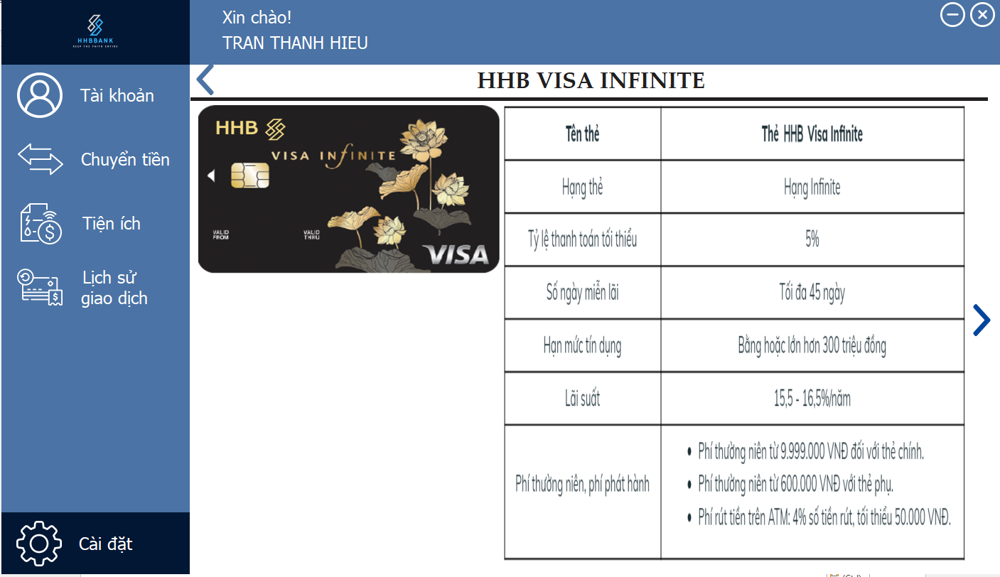 HHBBANK
KEEP THE FAITH ENTIRE
Xin chào!
TRAN THANH HIEU
Tài khoản
Chuyển tiền
Tiện ích
Lịch sử
giao dịch
Cài đặt
HHB VISA INFINITE
HHB
VISA INFINITE
VALID
FROM
VALID
THRU
VISA
Tên thẻ
Thẻ HHB Visa Infinite
Hạng thẻ
Hạng Infinite
Tỷ lệ thanh toán tối thiểu
5%
Số ngày miễn lãi
Tối đa 45 ngày
Hạn mức tín dụng
Bằng hoặc lớn hơn 300 triệu đồng
Lãi suất
15,5 - 16,5%/năm
Phí thường niên, phí phát hành
• Phí thường niên từ 9.999.000 VNĐ đối với thẻ chính.
• Phí thường niên từ 600.000 VNĐ với thẻ phụ.
• Phí rút tiền trên ATM: 4% số tiền rút, tối thiểu 50.000 VNĐ.